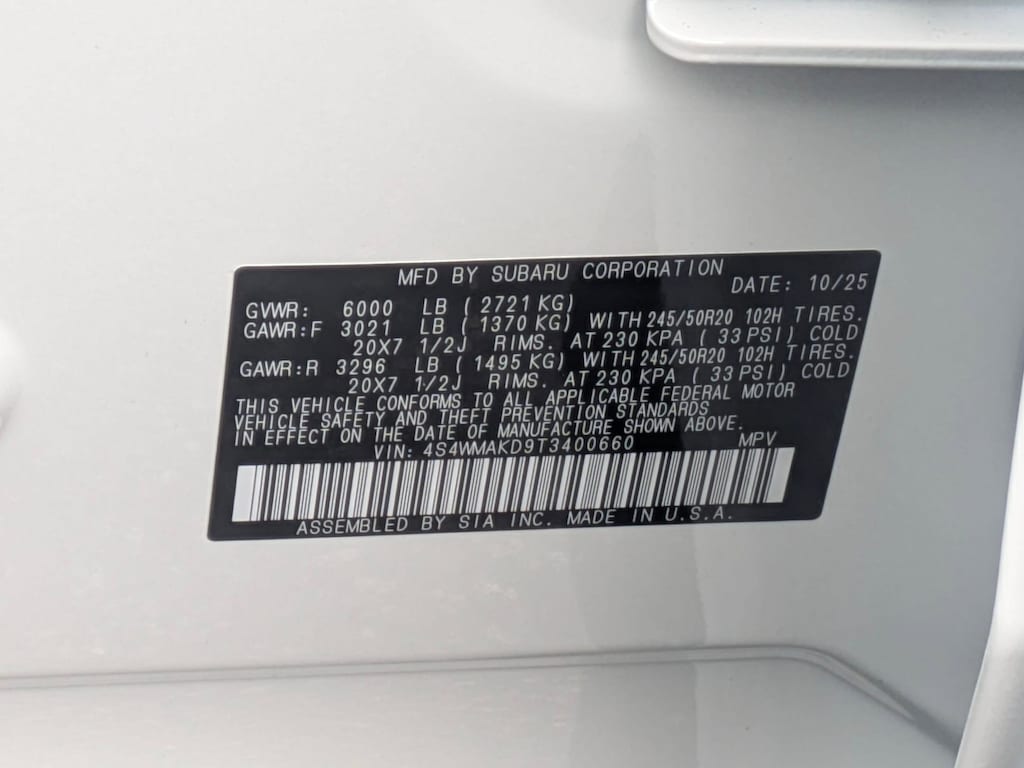 MFD BY SUBARU CORPORATION
DATE: 10/25
GVWR: 6000 LB ( 2721 KG)
GAWR:F 3021 LB ( 1370 KG) WITH 245/50R20 102H TIRES.
20X7 1/2J RIMS. AT 230 KPA ( 33 PSI) COLD
GAWR:R 3296 LB ( 1495 KG) WITH 245/50R20 102H TIRES.
20X7 1/2J RIMS. AT 230 KPA ( 33 PSI) COLD
THIS VEHICLE CONFORMS TO ALL APPLICABLE FEDERAL MOTOR
VEHICLE SAFETY AND THEFT PREVENTION STANDARDS
IN EFFECT ON THE DATE OF MANUFACTURE SHOWN ABOVE.
VIN: 4S4WMAKD9T3400660 MPV
ASSEMBLED BY SIA INC. MADE IN U.S.A.